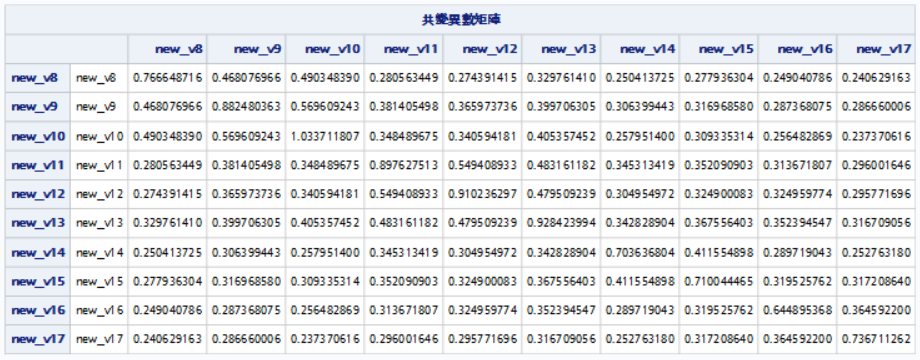 共變異數矩陣
new_v8 new_v9 new_v10 new_v11 new_v12 new_v13 new_v14 new_v15 new_v16 new_v17
new_v8 new_v8 0.766648716 0.468076966 0.490348390 0.280563449 0.274391415 0.329761410 0.250413725 0.277936304 0.249040786 0.240629163
new_v9 new_v9 0.468076966 0.882480363 0.569609243 0.381405498 0.365973736 0.399706305 0.306399443 0.316968580 0.287368075 0.286660006
new_v10 new_v10 0.490348390 0.569609243 1.033711807 0.348489675 0.340594181 0.405357452 0.257951400 0.309335314 0.256482869 0.237370616
new_v11 new_v11 0.280563449 0.381405498 0.348489675 0.897627513 0.549408933 0.483161182 0.345313419 0.352090903 0.313671807 0.296001646
new_v12 new_v12 0.274391415 0.365973736 0.340594181 0.549408933 0.910236297 0.479509239 0.304954972 0.324900083 0.324959774 0.295771696
new_v13 new_v13 0.329761410 0.399706305 0.405357452 0.483161182 0.479509239 0.928423994 0.342828904 0.367556403 0.352394547 0.316709056
new_v14 new_v14 0.250413725 0.306399443 0.257951400 0.345313419 0.304954972 0.342828904 0.703636804 0.411554898 0.289719043 0.252763180
new_v15 new_v15 0.277936304 0.316968580 0.309335314 0.352090903 0.324900083 0.367556403 0.411554898 0.710044465 0.319525762 0.317208640
new_v16 new_v16 0.249040786 0.287368075 0.256482869 0.313671807 0.324959774 0.352394547 0.289719043 0.319525762 0.644895368 0.364592200
new_v17 new_v17 0.240629163 0.286660006 0.237370616 0.296001646 0.295771696 0.316709056 0.252763180 0.317208640 0.364592200 0.736711262